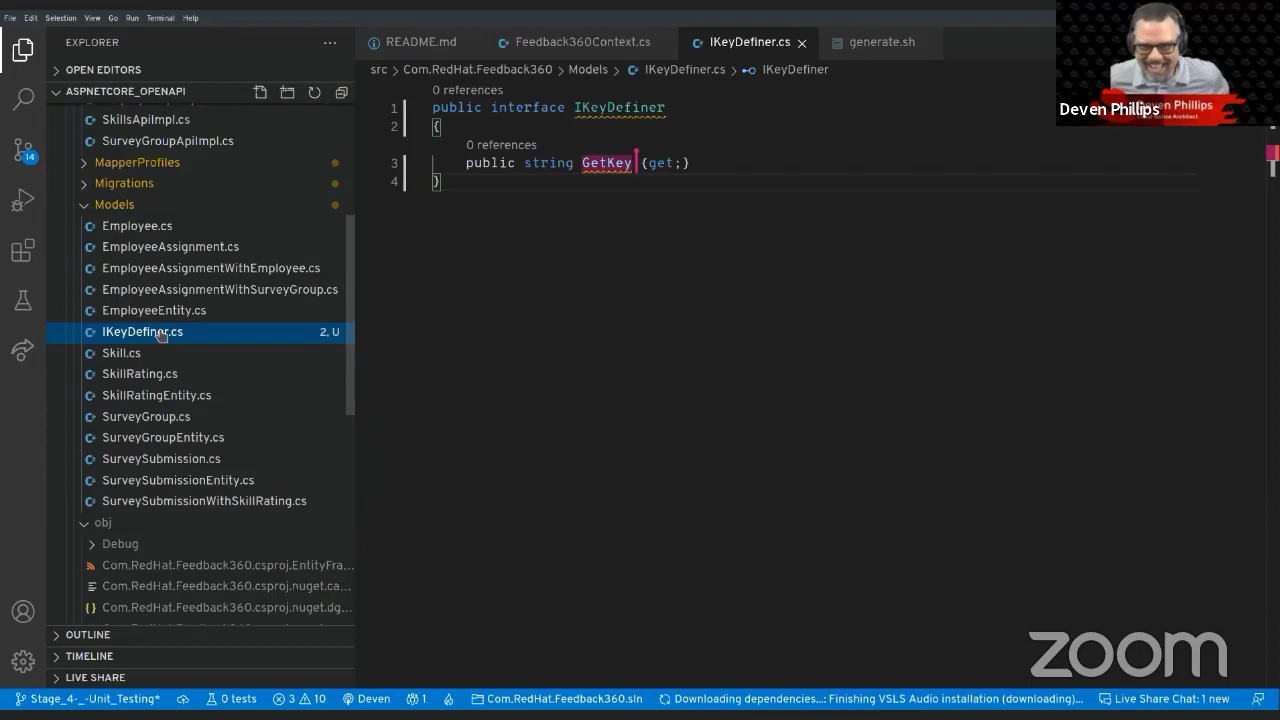 File Edit Selection View Go Run Terminal Help
EXPLORER
README.md
Feedback360Context.cs
IKeyDefiner.cs
generate.sh
OPEN EDITORS
src > Com.RedHat.Feedback360 > Models > IKeyDefiner.cs > IKeyDefiner
ASPNETCORE_OPENAPI
SkillsApiImpl.cs
SurveyGroupApiImpl.cs
MapperProfiles
Migrations
Models
Employee.cs
EmployeeAssignment.cs
EmployeeAssignmentWithEmployee.cs
EmployeeAssignmentWithSurveyGroup.cs
EmployeeEntity.cs
IKeyDefiner.cs 2, U
Skill.cs
SkillRating.cs
SkillRatingEntity.cs
SurveyGroup.cs
SurveyGroupEntity.cs
SurveySubmission.cs
SurveySubmissionEntity.cs
SurveySubmissionWithSkillRating.cs
obj
Debug
Com.RedHat.Feedback360.csproj.EntityFra...
Com.RedHat.Feedback360.csproj.nuget.ca...
Com.RedHat.Feedback360.csproj.nuget.dg...
OUTLINE
TIMELINE
LIVE SHARE
14
0 references
1 public interface IKeyDefiner
2 {
0 references
3 public string GetKey {get;}
4 }
Deven Phillips
Deven Phillips
zoom
Stage_4-_-Unit_Testing* 0 tests 3 10 Deven 1 Com.RedHat.Feedback360.sln Downloading dependencies...: Finishing VSLS Audio installation (downloading)... Live Share Chat: 1 new